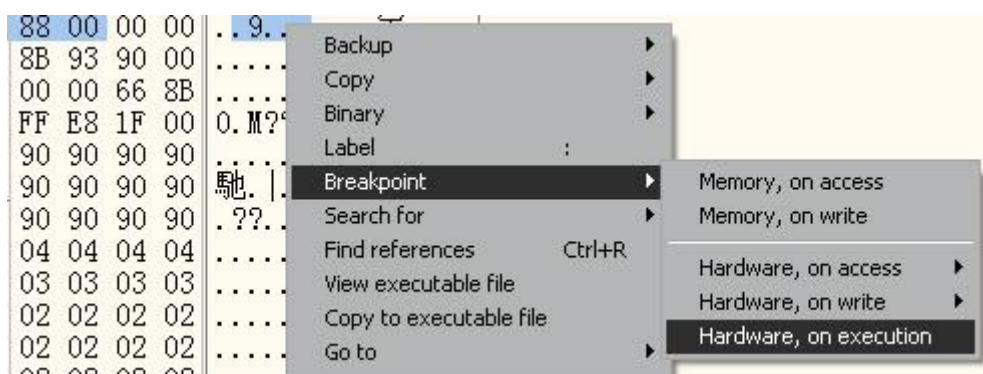 88 00 00 00 ..9..
8B 93 90 00 .....
00 00 66 8B .....
FF E8 1F 00 0.M?
90 90 90 90 .....
90 90 90 90 馳.|.
90 90 90 90 .??..
04 04 04 04 .....
03 03 03 03 .....
02 02 02 02 .....
02 02 02 02 .....
Backup
Copy
Binary
Label :
Breakpoint
Search for
Find references Ctrl+R
View executable file
Copy to executable file
Go to
Memory, on access
Memory, on write
Hardware, on access
Hardware, on write
Hardware, on execution